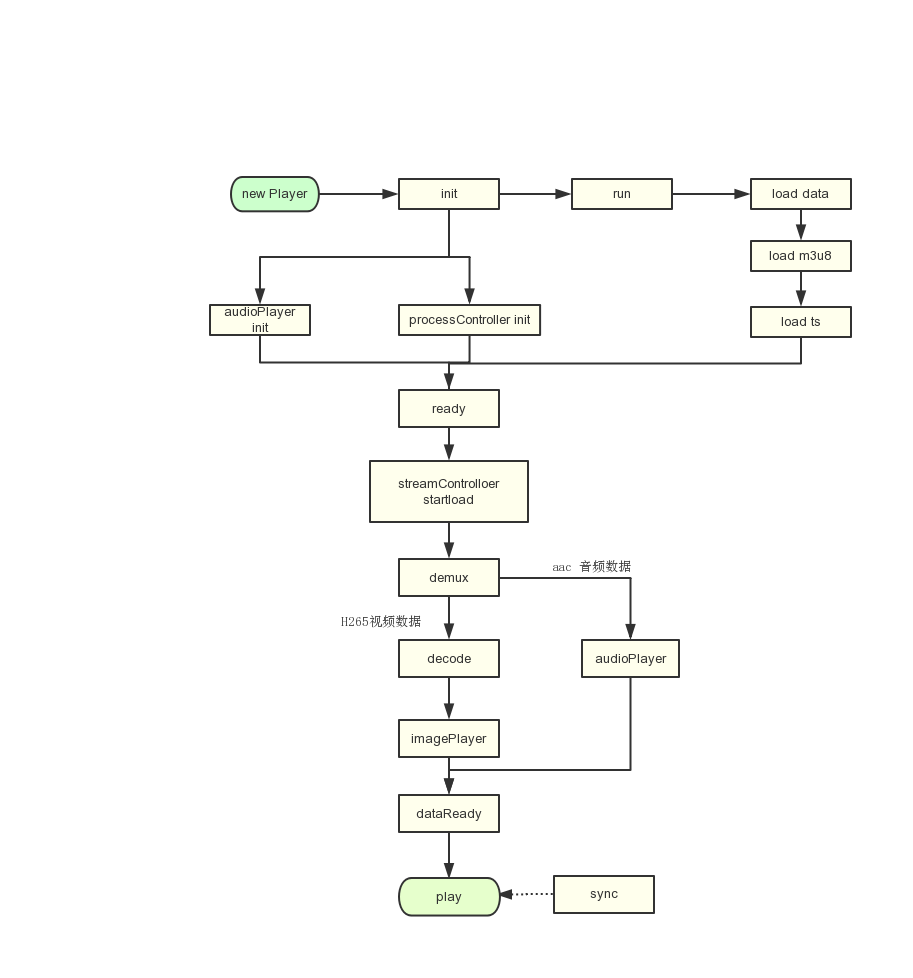 new Player
init
run
load data
load m3u8
audioPlayer
init
processController init
load ts
ready
streamControlloer
startload
demux
aac 音频数据
H265视频数据
decode
audioPlayer
imagePlayer
dataReady
play
sync